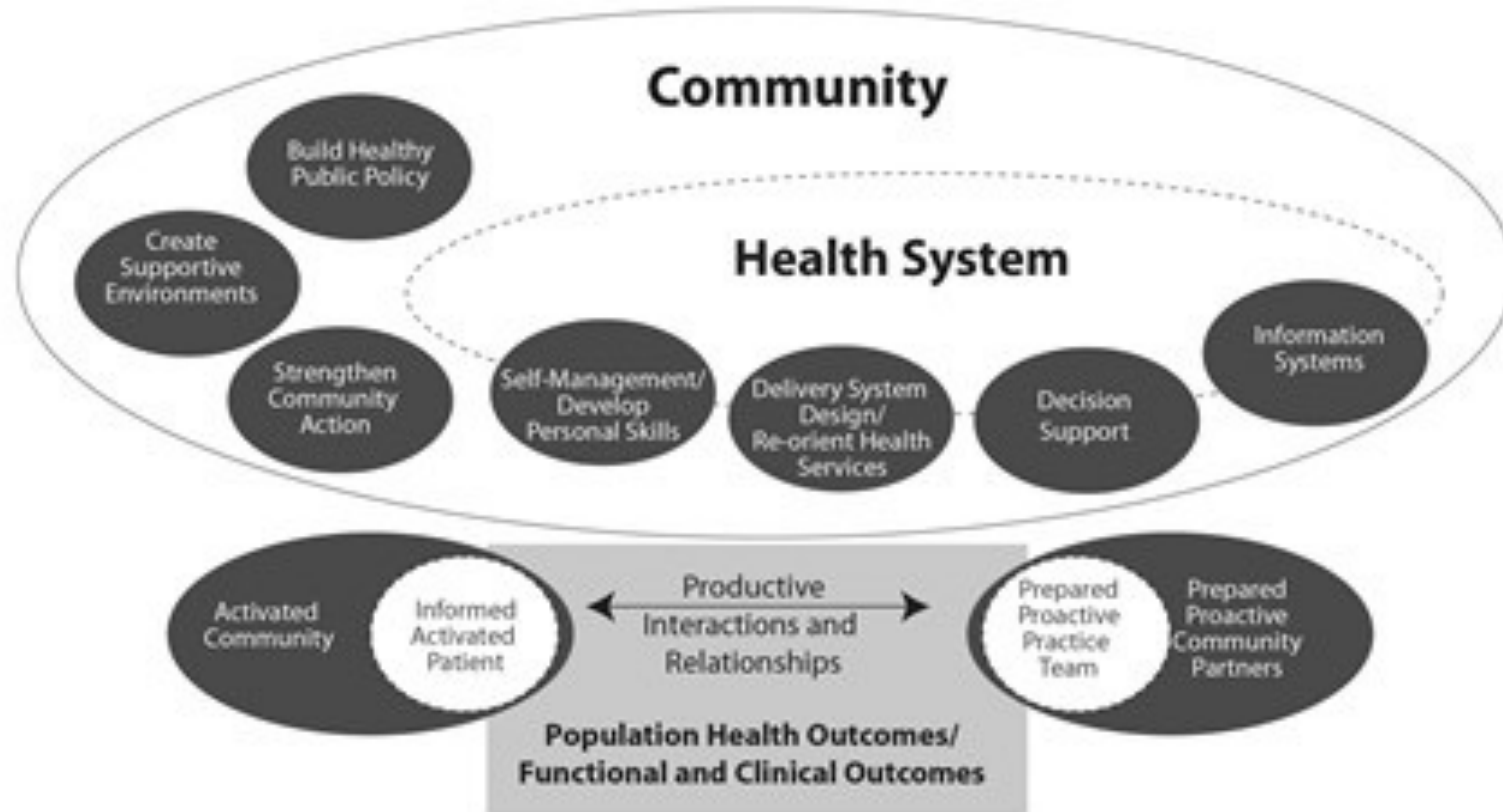 Community
Build Healthy
Public Policy
Create
Supportive
Environments
Strengthen
Community
Action
Health System
Self-Management/
Develop
Personal Skills
Delivery System
Design/
Re-orient Health
Services
Decision
Support
Information
Systems
Activated
Community
Informed
Activated
Patient
Productive
Interactions and
Relationships
Prepared
Proactive
Practice
Team
Prepared
Proactive
Community
Partners
Population Health Outcomes/
Functional and Clinical Outcomes